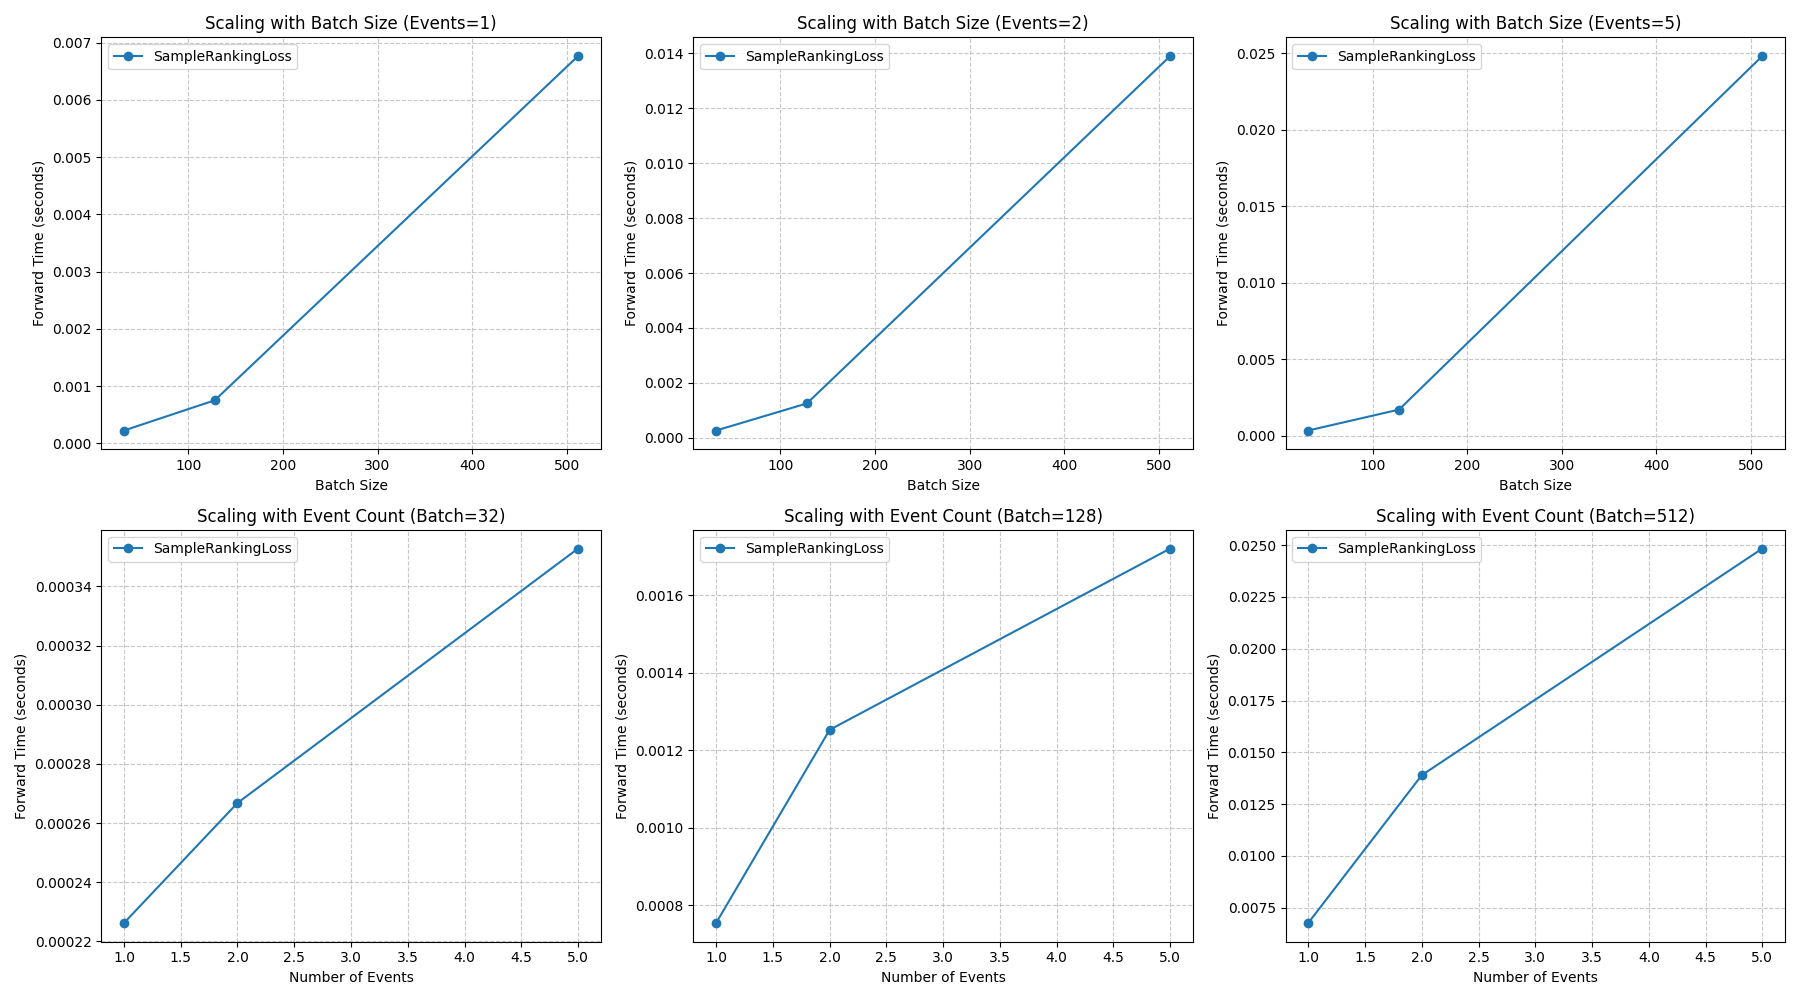 Scaling with Batch Size (Events=1)
SampleRankingLoss
0.007
0.006
0.005
0.004
0.003
0.002
0.001
0.000
Forward Time (seconds)
100 200 300 400 500
Batch Size
Scaling with Batch Size (Events=2)
SampleRankingLoss
0.014
0.012
0.010
0.008
0.006
0.004
0.002
0.000
Forward Time (seconds)
100 200 300 400 500
Batch Size
Scaling with Batch Size (Events=5)
SampleRankingLoss
0.025
0.020
0.015
0.010
0.005
0.000
Forward Time (seconds)
100 200 300 400 500
Batch Size
Scaling with Event Count (Batch=32)
SampleRankingLoss
0.00034
0.00032
0.00030
0.00028
0.00026
0.00024
0.00022
Forward Time (seconds)
1.0 1.5 2.0 2.5 3.0 3.5 4.0 4.5 5.0
Number of Events
Scaling with Event Count (Batch=128)
SampleRankingLoss
0.0016
0.0014
0.0012
0.0010
0.0008
Forward Time (seconds)
1.0 1.5 2.0 2.5 3.0 3.5 4.0 4.5 5.0
Number of Events
Scaling with Event Count (Batch=512)
SampleRankingLoss
0.0250
0.0225
0.0200
0.0175
0.0150
0.0125
0.0100
0.0075
Forward Time (seconds)
1.0 1.5 2.0 2.5 3.0 3.5 4.0 4.5 5.0
Number of Events